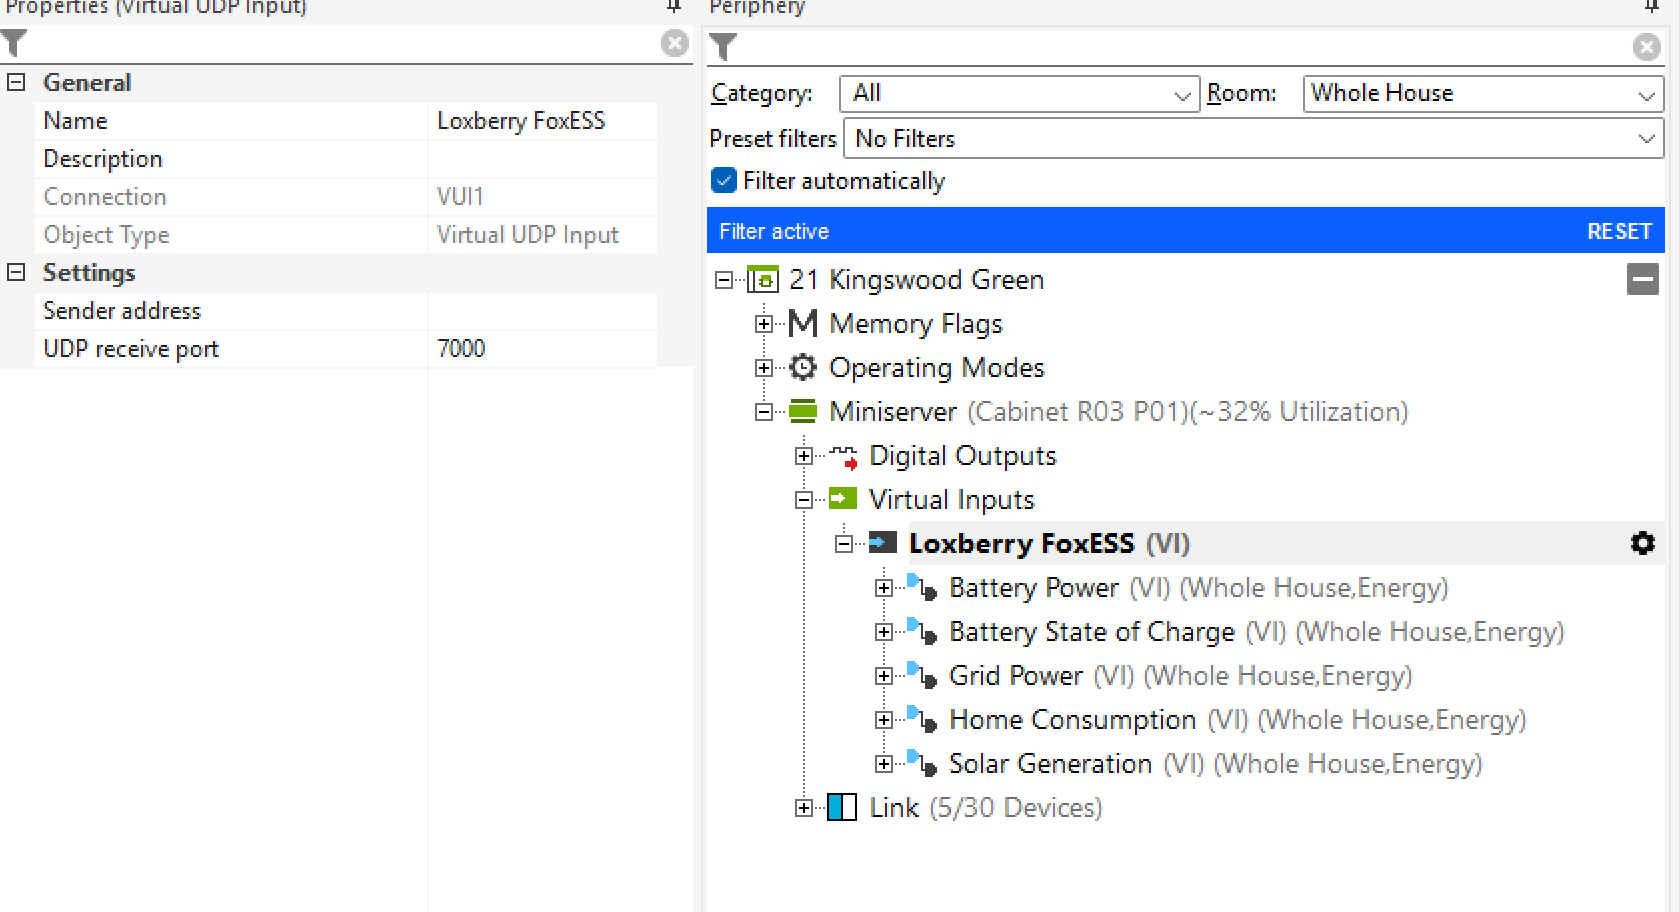 Properties (Virtual UDP Input)
General
Name Loxberry FoxESS
Description
Connection VUI1
Object Type Virtual UDP Input
Settings
Sender address
UDP receive port 7000
Periphery
Category: All Room: Whole House
Preset filters No Filters
Filter automatically
Filter active RESET
21 Kingswood Green
Memory Flags
Operating Modes
Miniserver (Cabinet R03 P01)(~32% Utilization)
Digital Outputs
Virtual Inputs
Loxberry FoxESS (VI)
Battery Power (VI) (Whole House,Energy)
Battery State of Charge (VI) (Whole House,Energy)
Grid Power (VI) (Whole House,Energy)
Home Consumption (VI) (Whole House,Energy)
Solar Generation (VI) (Whole House,Energy)
Link (5/30 Devices)